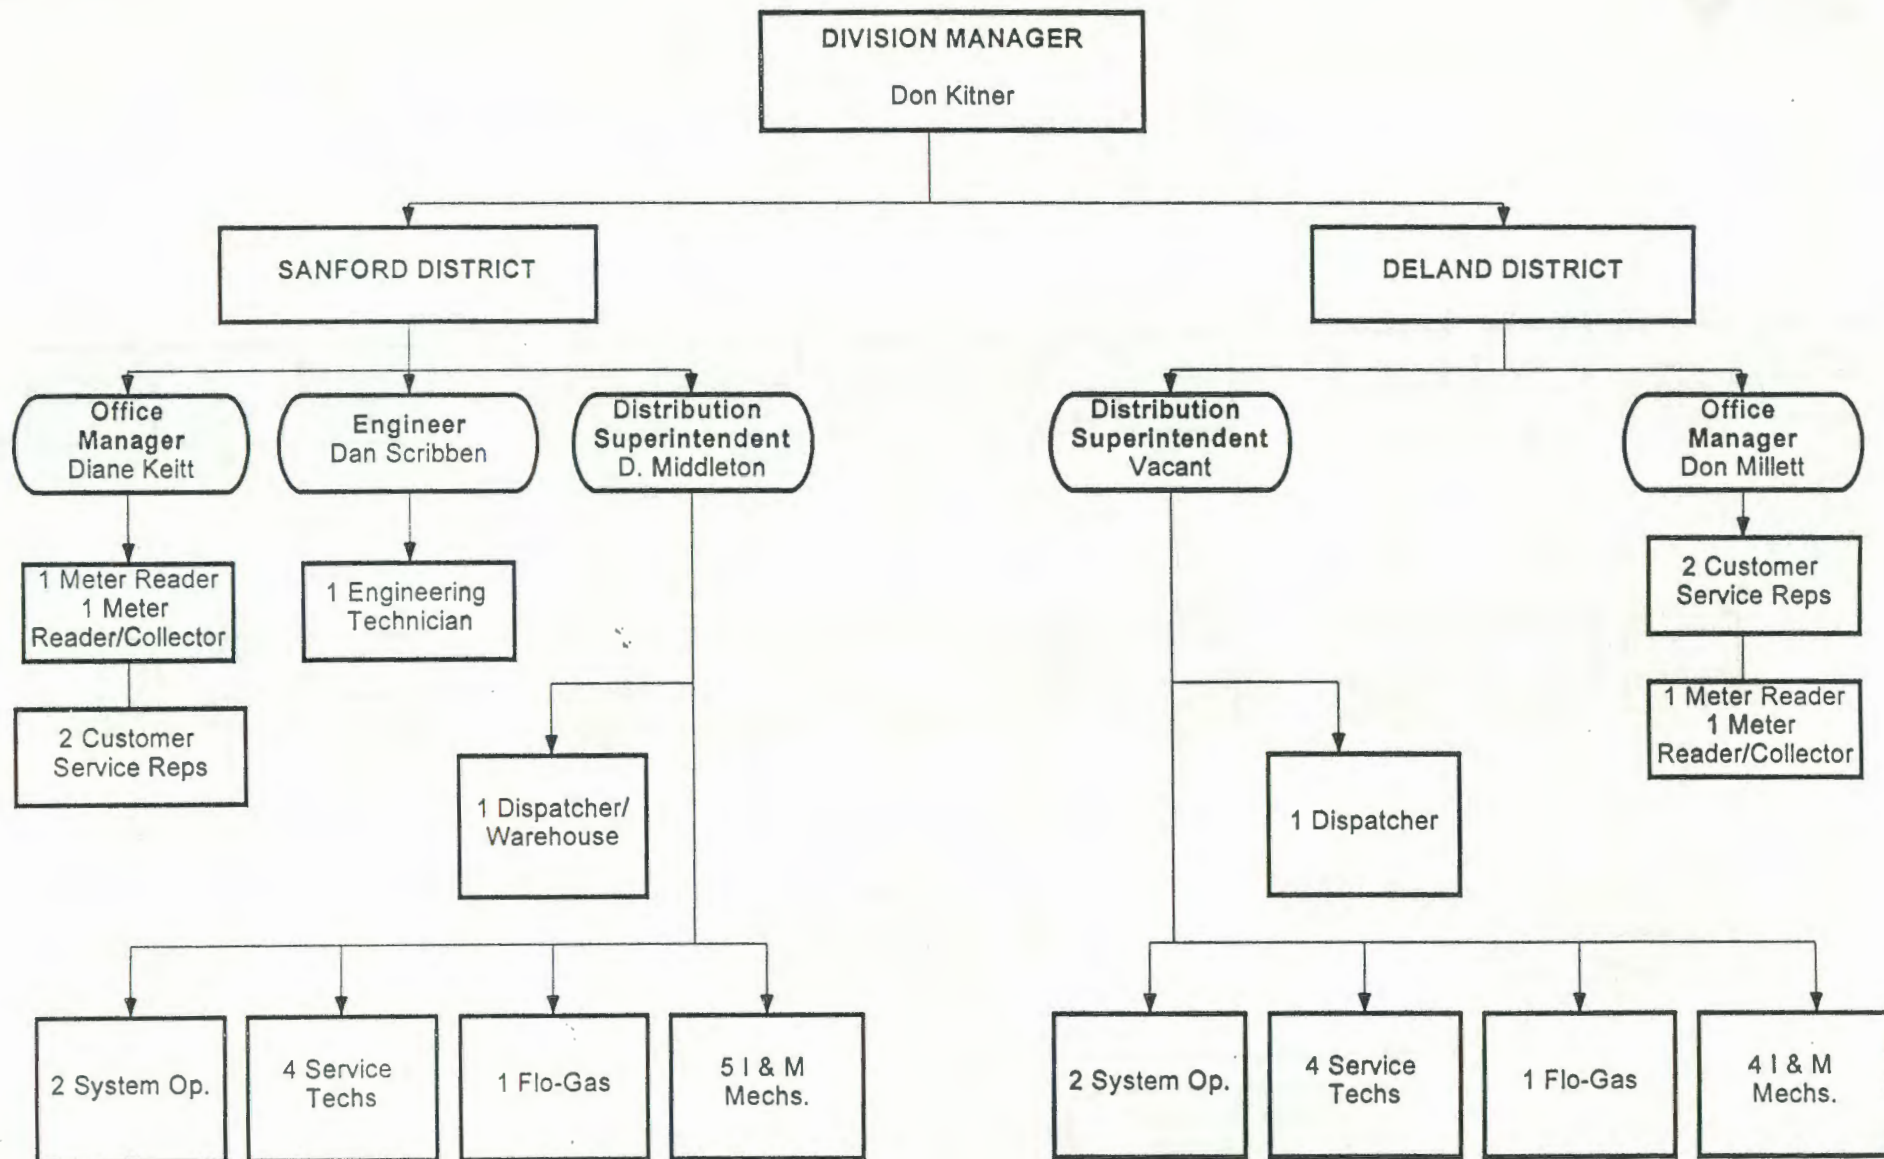 DIVISION MANAGER
Don Kitner
SANFORD DISTRICT
DELAND DISTRICT
Office
Manager
Diane Keitt
Engineer
Dan Scribben
Distribution
Superintendent
D. Middleton
Distribution
Superintendent
Vacant
Office
Manager
Don Millett
1 Meter Reader
1 Meter
Reader/Collector
1 Engineering
Technician
2 Customer
Service Reps
2 Customer
Service Reps
1 Meter Reader
1 Meter
Reader/Collector
1 Dispatcher/
Warehouse
1 Dispatcher
2 System Op.
4 Service
Techs
1 Flo-Gas
5 I & M
Mechs.
2 System Op.
4 Service
Techs
1 Flo-Gas
4 I & M
Mechs.